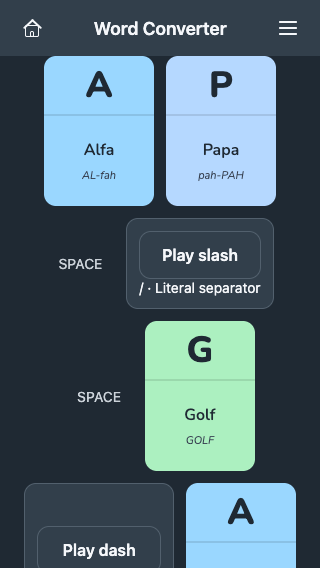 Word Converter
A P
Alfa Papa
AL-fah pah-PAH
SPACE
Play slash
/ · Literal separator
G
SPACE
Golf
GOLF
A
Play dash